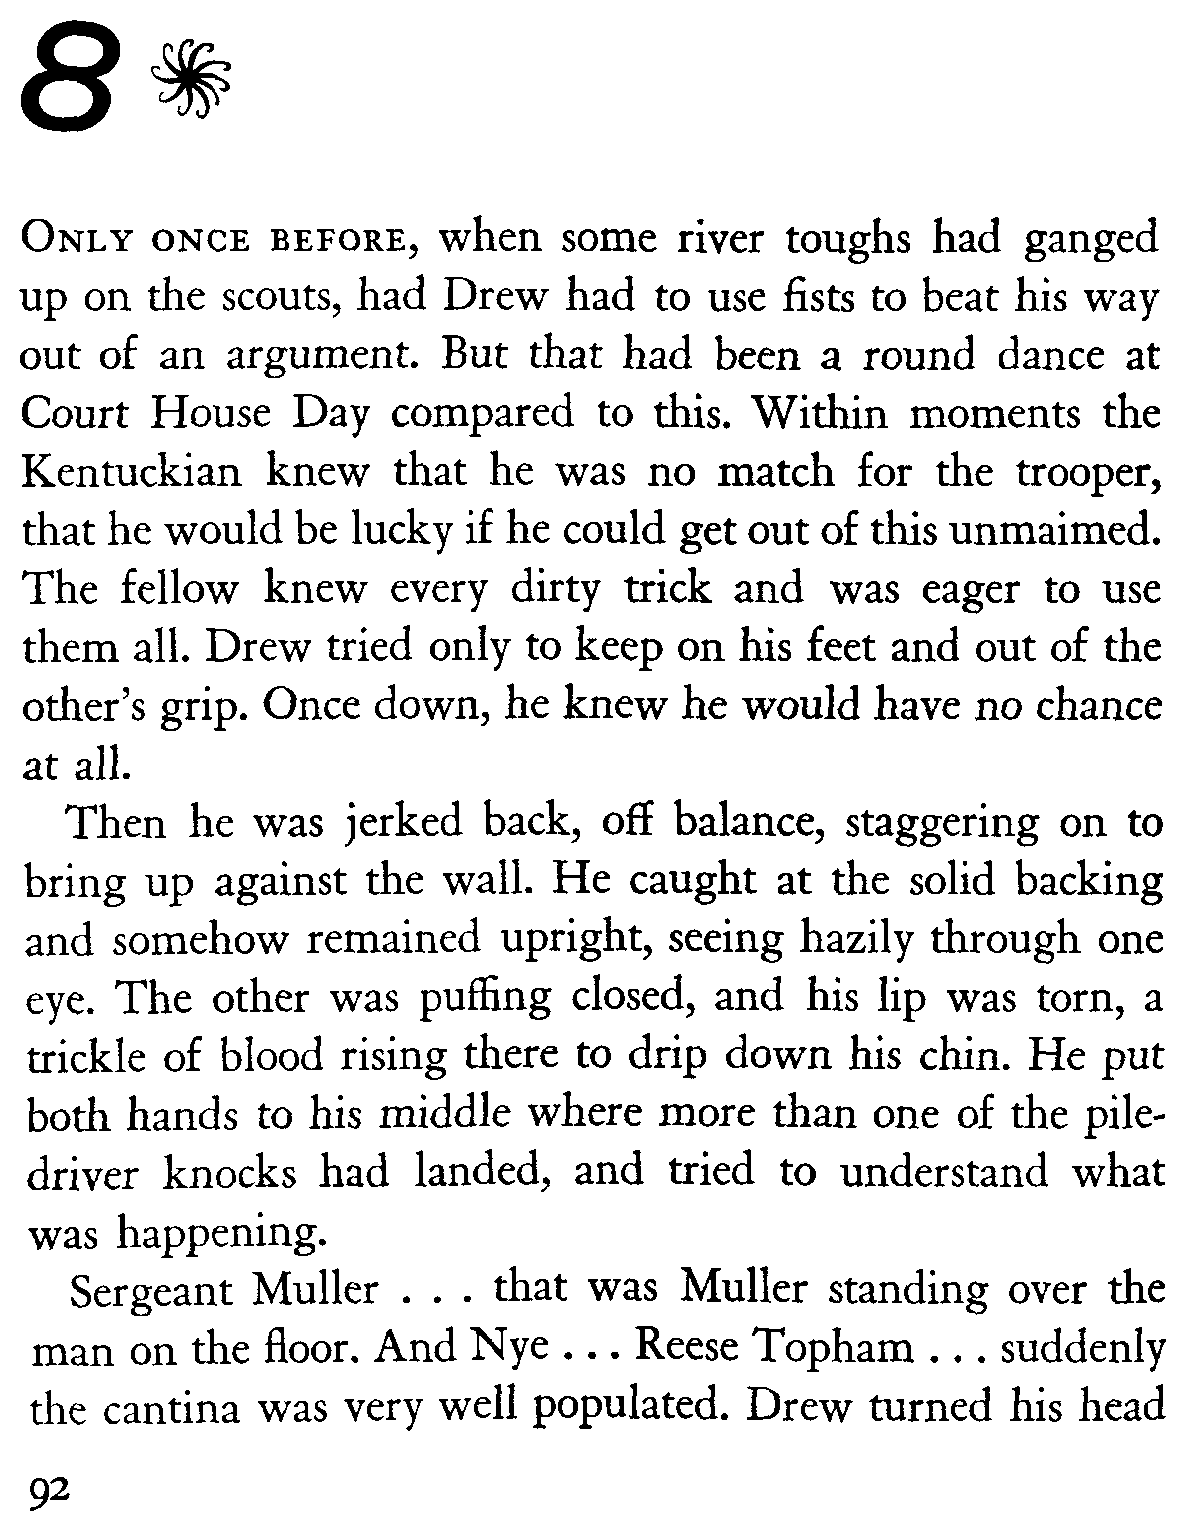 8
ONLY ONCE BEFORE, when some river toughs had ganged
up on the scouts, had Drew had to use fists to beat his way
out of an argument. But that had been a round dance at
Court House Day compared to this. Within moments the
Kentuckian knew that he was no match for the trooper,
that he would be lucky if he could get out of this unmaimed.
The fellow knew every dirty trick and was eager to use
them all. Drew tried only to keep on his feet and out of the
other’s grip. Once down, he knew he would have no chance
at all.
Then he was jerked back, off balance, staggering on to
bring up against the wall. He caught at the solid backing
and somehow remained upright, seeing hazily through one
eye. The other was puffing closed, and his lip was torn, a
trickle of blood rising there to drip down his chin. He put
both hands to his middle where more than one of the pile-
driver knocks had landed, and tried to understand what
was happening.
Sergeant Muller . . . that was Muller standing over the
man on the floor. And Nye . . . Reese Topham . . . suddenly
the cantina was very well populated. Drew turned his head
92